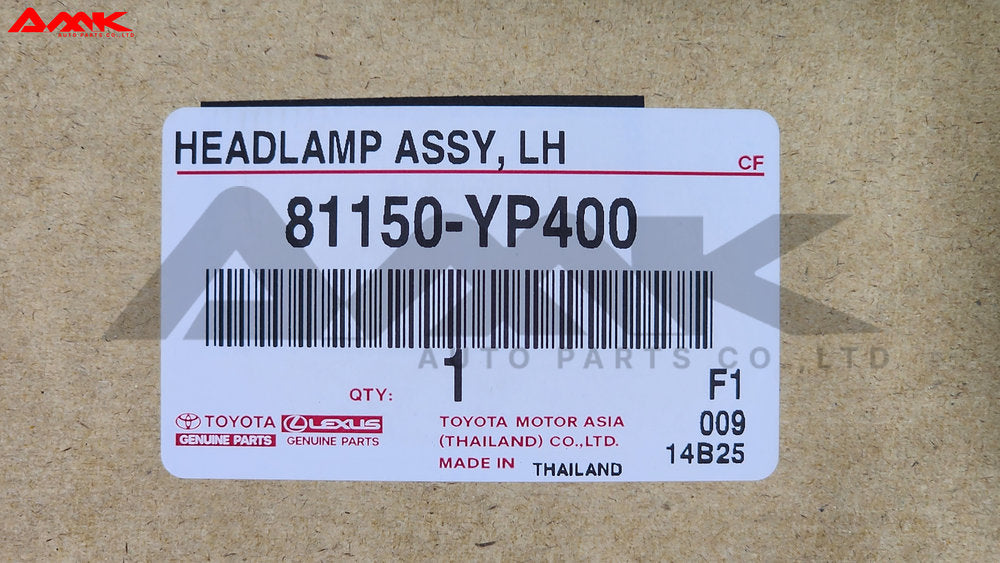 AMK
AUTO PARTS CO.,LTD
HEADLAMP ASSY, LH
CF
81150-YP400
AMK
AUTO PARTS CO.,LTD
QTY: 1
F1
TOYOTA LEXUS
GENUINE PARTS GENUINE PARTS
TOYOTA MOTOR ASIA
(THAILAND) CO.,LTD.
MADE IN THAILAND
009
14B25